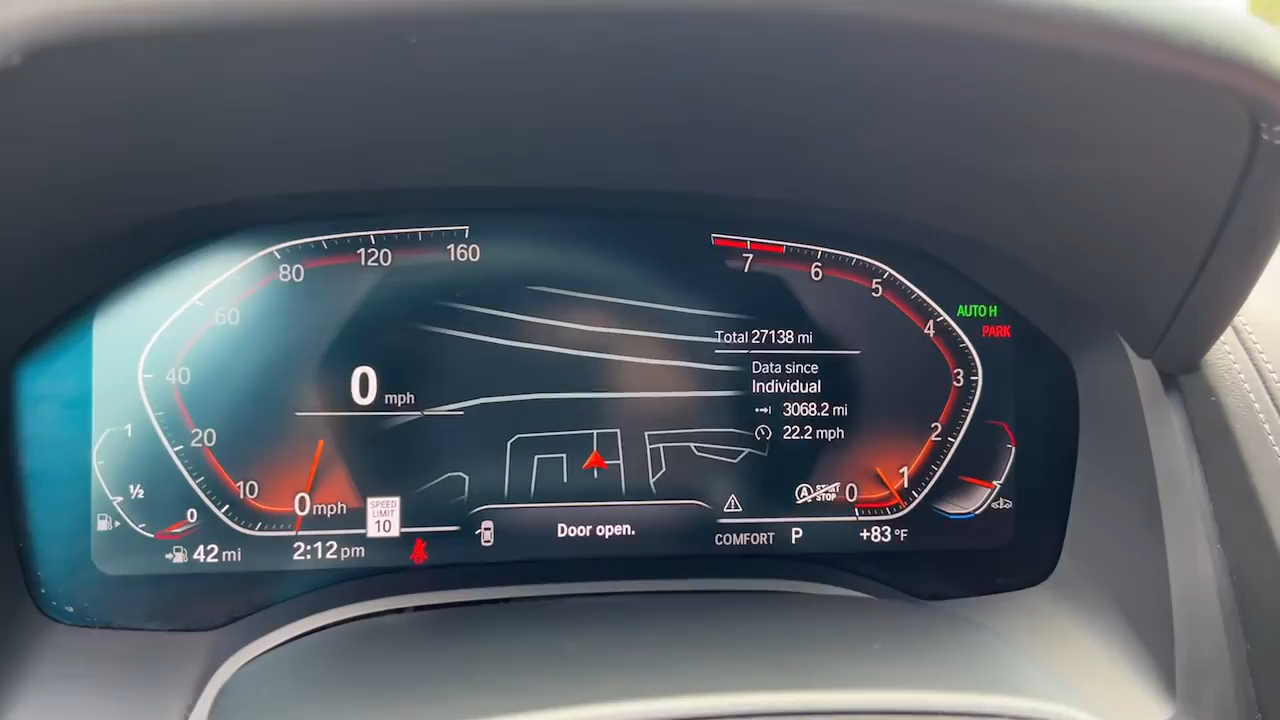 160
120
80
60
40
20
10
0 mph
0 mph
SPEED
LIMIT
10
1
½
0
42 mi
2:12 pm
Door open.
Total 27138 mi
Data since
Individual
3068.2 mi
22.2 mph
7
6
5
4
3
2
1
0
AUTO H
PARK
A START
STOP
COMFORT P
+83 °F